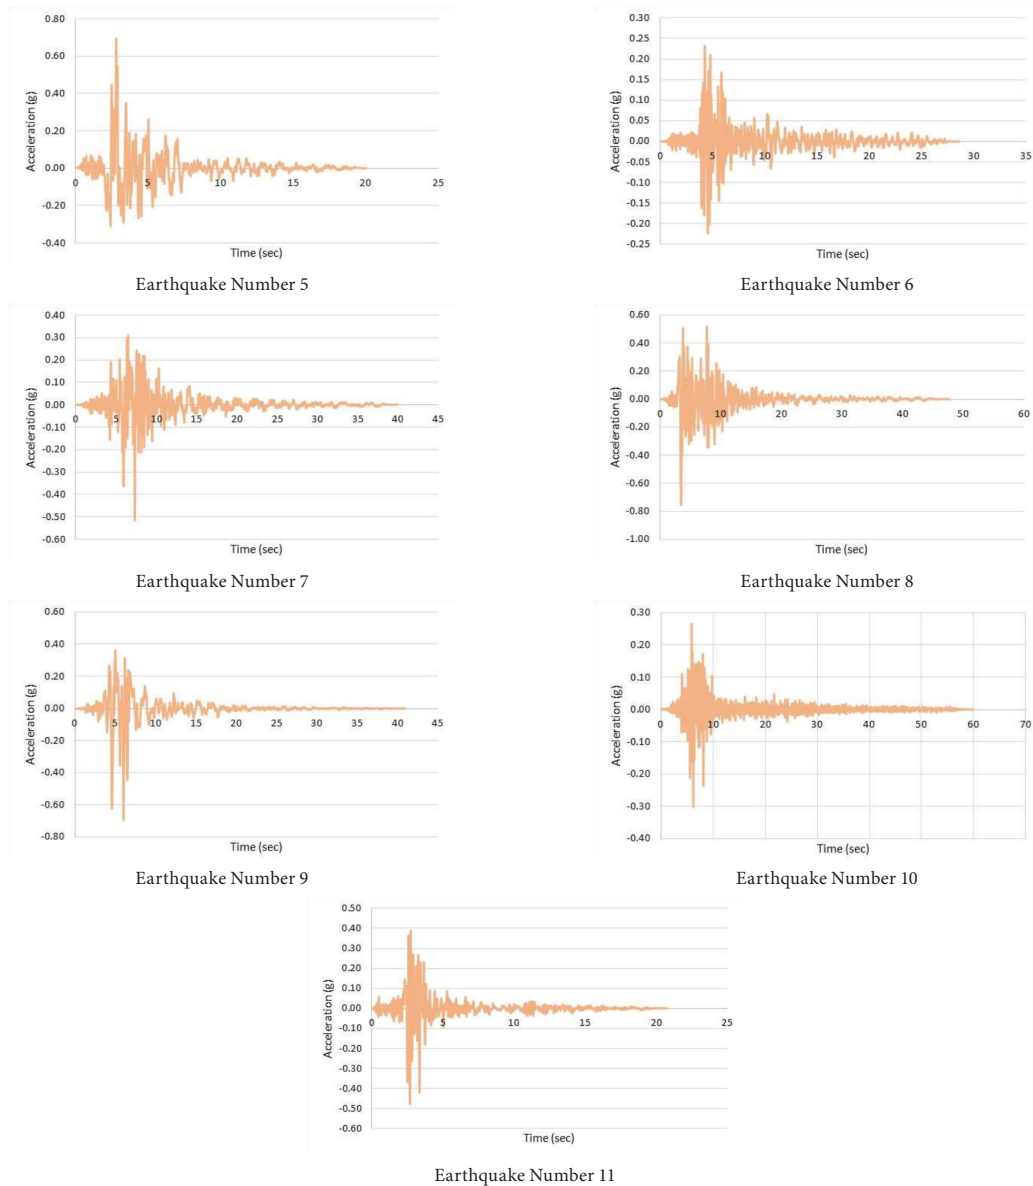 0.80
0.60
0.40
0.20
0.00
-0.20
-0.40
0 5 10 15 20 25
Acceleration (g)
Time (sec)
Earthquake Number 5
0.30
0.25
0.20
0.15
0.10
0.05
0.00
-0.05
-0.10
-0.15
-0.20
-0.25
0 5 10 15 20 25 30 35
Acceleration (g)
Time (sec)
Earthquake Number 6
0.40
0.30
0.20
0.10
0.00
-0.10
-0.20
-0.30
-0.40
-0.50
-0.60
0 5 10 15 20 25 30 35 40 45
Acceleration (g)
Time (sec)
Earthquake Number 7
0.60
0.40
0.20
0.00
-0.20
-0.40
-0.60
-0.80
-1.00
0 10 20 30 40 50 60
Acceleration (g)
Time (sec)
Earthquake Number 8
0.60
0.40
0.20
0.00
-0.20
-0.40
-0.60
-0.80
0 5 10 15 20 25 30 35 40 45
Acceleration (g)
Time (sec)
Earthquake Number 9
0.30
0.20
0.10
0.00
-0.10
-0.20
-0.30
-0.40
0 10 20 30 40 50 60 70
Acceleration (g)
Time (sec)
Earthquake Number 10
0.50
0.40
0.30
0.20
0.10
0.00
-0.10
-0.20
-0.30
-0.40
-0.50
-0.60
0 5 10 15 20 25
Acceleration (g)
Time (sec)
Earthquake Number 11